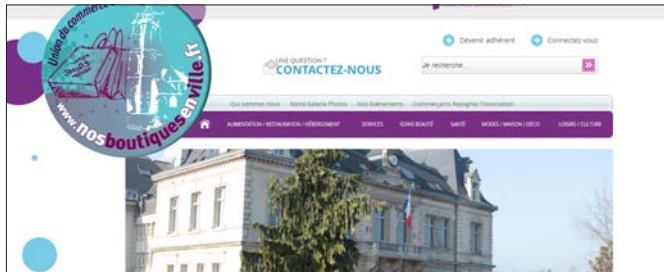 Union du commerce
www.nosboutiquesenville.fr
Devenir adhérent
Connectez-vous
UNE QUESTION ?
CONTACTEZ-NOUS
Je recherche...
Qui sommes nous
Notre Galerie Photos
Nos Evénements
Commerçants Rejoignez l'Association
ALIMENTATION / RESTAURATION / HÉBERGEMENT
SERVICES
SOINS BEAUTÉ
SANTÉ
MODES / MAISON / DÉCO
LOISIRS / CULTURE